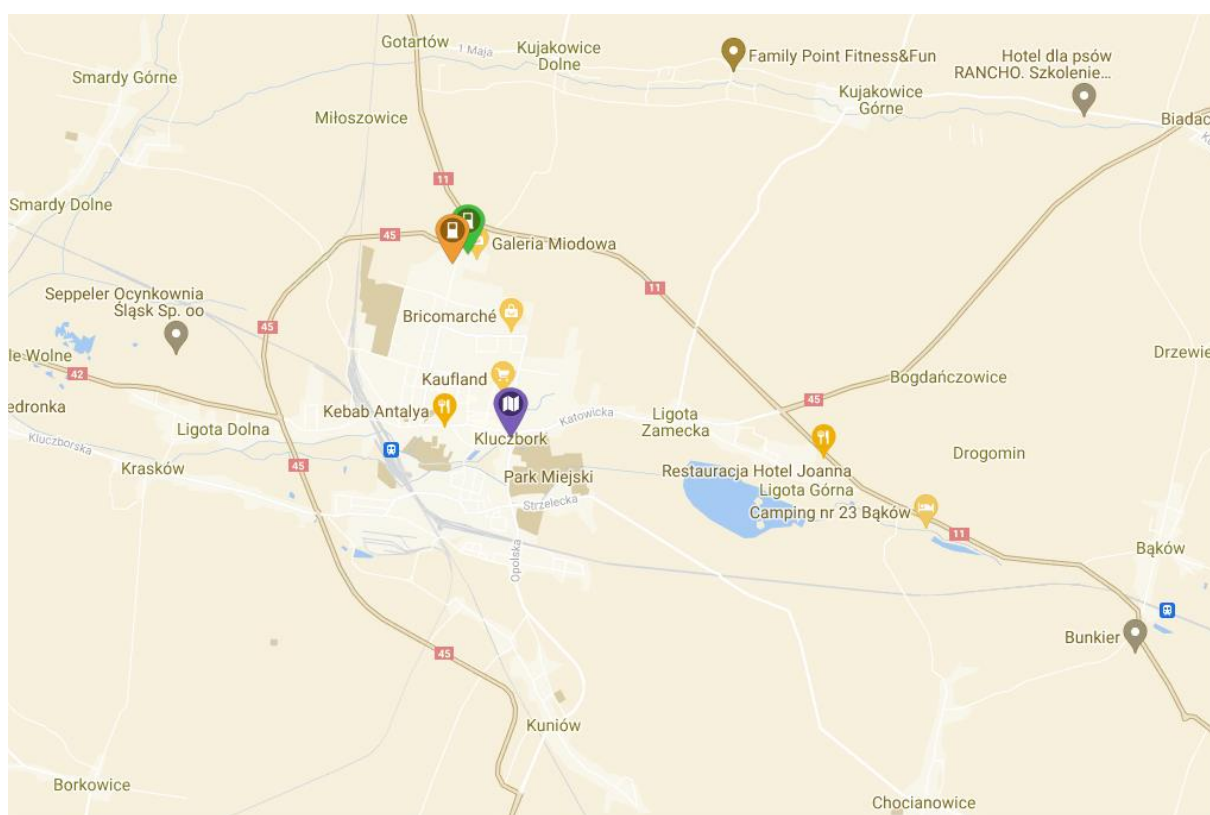 Gotartów
1 Maja
Kujakowice
Dolne
Family Point Fitness&Fun
Hotel dla psów
RANCHO. Szkolenie...
Smardy Górne
Kujakowice
Górne
Miłoszowice
Biadac
11
Smardy Dolne
45
Galeria Miodowa
11
Seppeler Ocynkownia
Śląsk Sp. oo
Bricomarché
45
le Wolne
Drzewie
42
Kaufland
Bogdańczowice
edronka
Kebab Antalya
Katowicka
45
Ligota
Zamecka
Ligota Dolna
Kluczborska
Kluczbork
Drogomin
Krasków
45
Park Miejski
Restauracja Hotel Joanna
Ligota Górna
Strzelecka
Camping nr 23 Bąków
11
Bąków
Opolska
Bunkier
45
Kuniów
Borkowice
Chocianowice